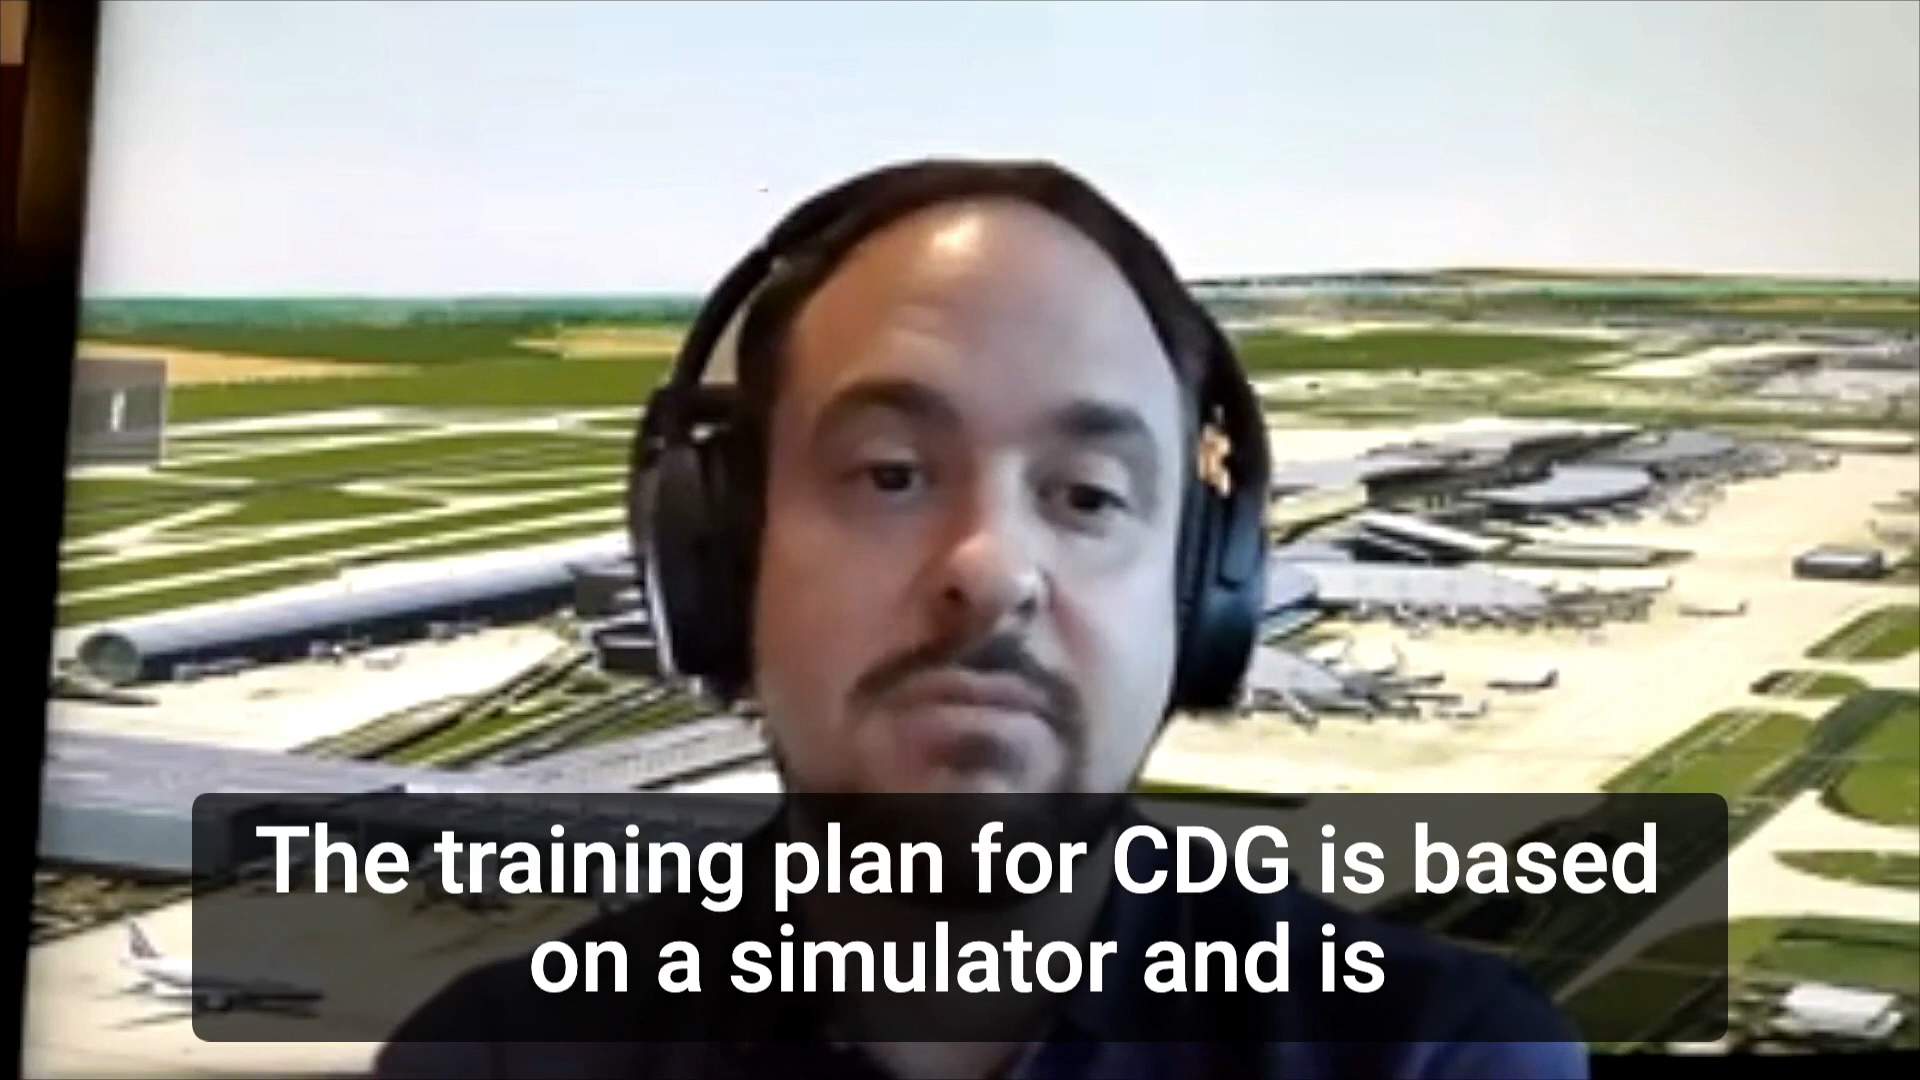 The training plan for CDG is based
on a simulator and is